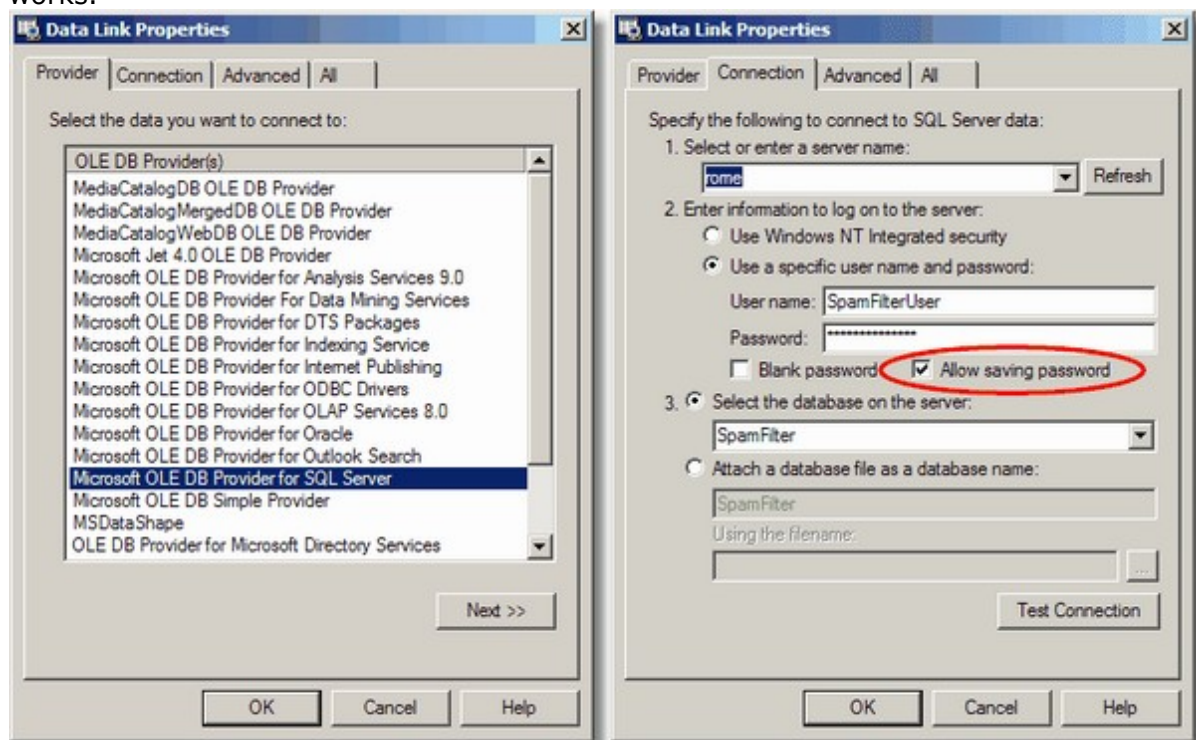 works.
Data Link Properties
Provider Connection Advanced All
Select the data you want to connect to:
OLE DB Provider(s)
MediaCatalogDB OLE DB Provider
MediaCatalogMergedDB OLE DB Provider
MediaCatalogWebDB OLE DB Provider
Microsoft Jet 4.0 OLE DB Provider
Microsoft OLE DB Provider for Analysis Services 9.0
Microsoft OLE DB Provider For Data Mining Services
Microsoft OLE DB Provider for DTS Packages
Microsoft OLE DB Provider for Indexing Service
Microsoft OLE DB Provider for Internet Publishing
Microsoft OLE DB Provider for ODBC Drivers
Microsoft OLE DB Provider for OLAP Services 8.0
Microsoft OLE DB Provider for Oracle
Microsoft OLE DB Provider for Outlook Search
Microsoft OLE DB Provider for SQL Server
Microsoft OLE DB Simple Provider
MSDataShape
OLE DB Provider for Microsoft Directory Services
Next >>
OK Cancel Help
Data Link Properties
Provider Connection Advanced All
Specify the following to connect to SQL Server data:
1. Select or enter a server name:
rome Refresh
2. Enter information to log on to the server:
Use Windows NT Integrated security
Use a specific user name and password:
User name: SpamFilterUser
Password: **************
Blank password Allow saving password
3. Select the database on the server:
SpamFilter
Attach a database file as a database name:
SpamFilter
Using the filename:
...
Test Connection
OK Cancel Help